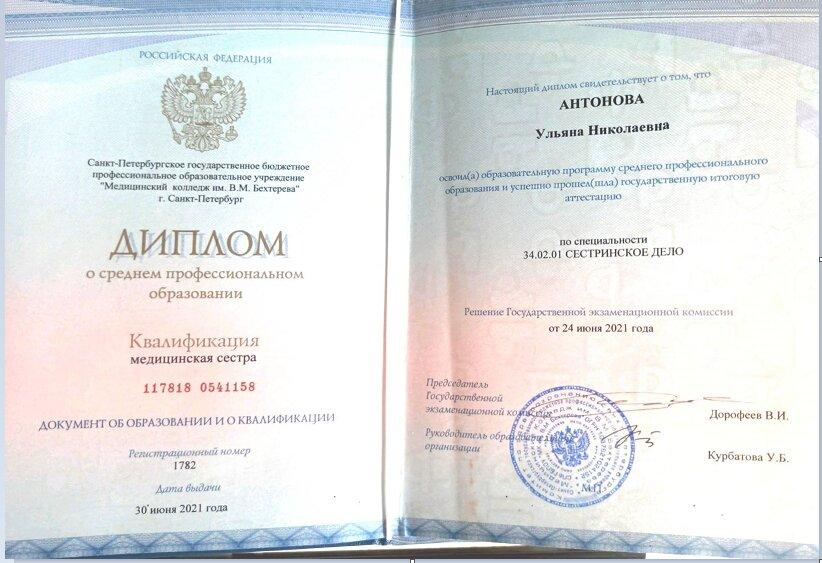 РОССИЙСКАЯ ФЕДЕРАЦИЯ
Санкт-Петербургское государственное бюджетное
профессиональное образовательное учреждение
"Медицинский колледж им. В.М. Бехтерева"
г. Санкт-Петербург
ДИПЛОМ
о среднем профессиональном
образовании
Квалификация
медицинская сестра
117818 0541158
ДОКУМЕНТ ОБ ОБРАЗОВАНИИ И О КВАЛИФИКАЦИИ
Регистрационный номер
1782
Дата выдачи
30 июня 2021 года
Настоящий диплом свидетельствует о том, что
АНТОНОВА
Ульяна Николаевна
освоил(а) образовательную программу среднего профессионального
образования и успешно прошел(шла) государственную итоговую
аттестацию
по специальности
34.02.01 СЕСТРИНСКОЕ ДЕЛО
Решение Государственной экзаменационной комиссии
от 24 июня 2021 года
Председатель
Государственной
экзаменационной комиссии
Дорофеев В.И.
Руководитель образовательной
организации
Курбатова У.Б.
М.П.